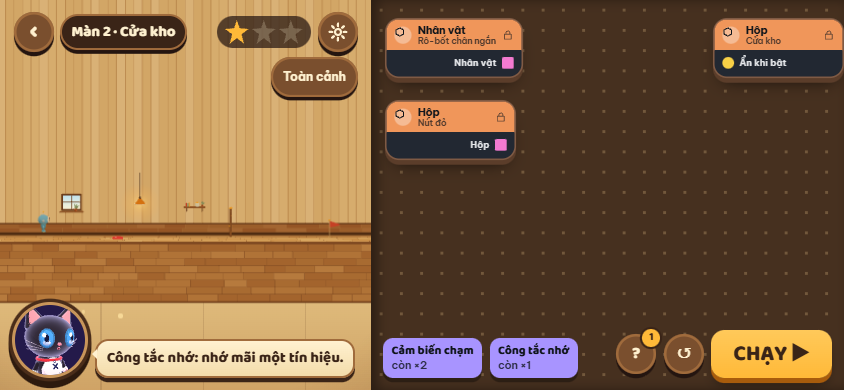 Màn 2 · Cửa kho
Toàn cảnh
Công tắc nhớ: nhớ mãi một tín hiệu.
Nhân vật
Rô-bốt chân ngắn
Nhân vật
Hộp
Nút đỏ
Hộp
Hộp
Cửa kho
Ẩn khi bật
Cảm biến chạm
còn ×2
Công tắc nhớ
còn ×1
?
1
CHẠY